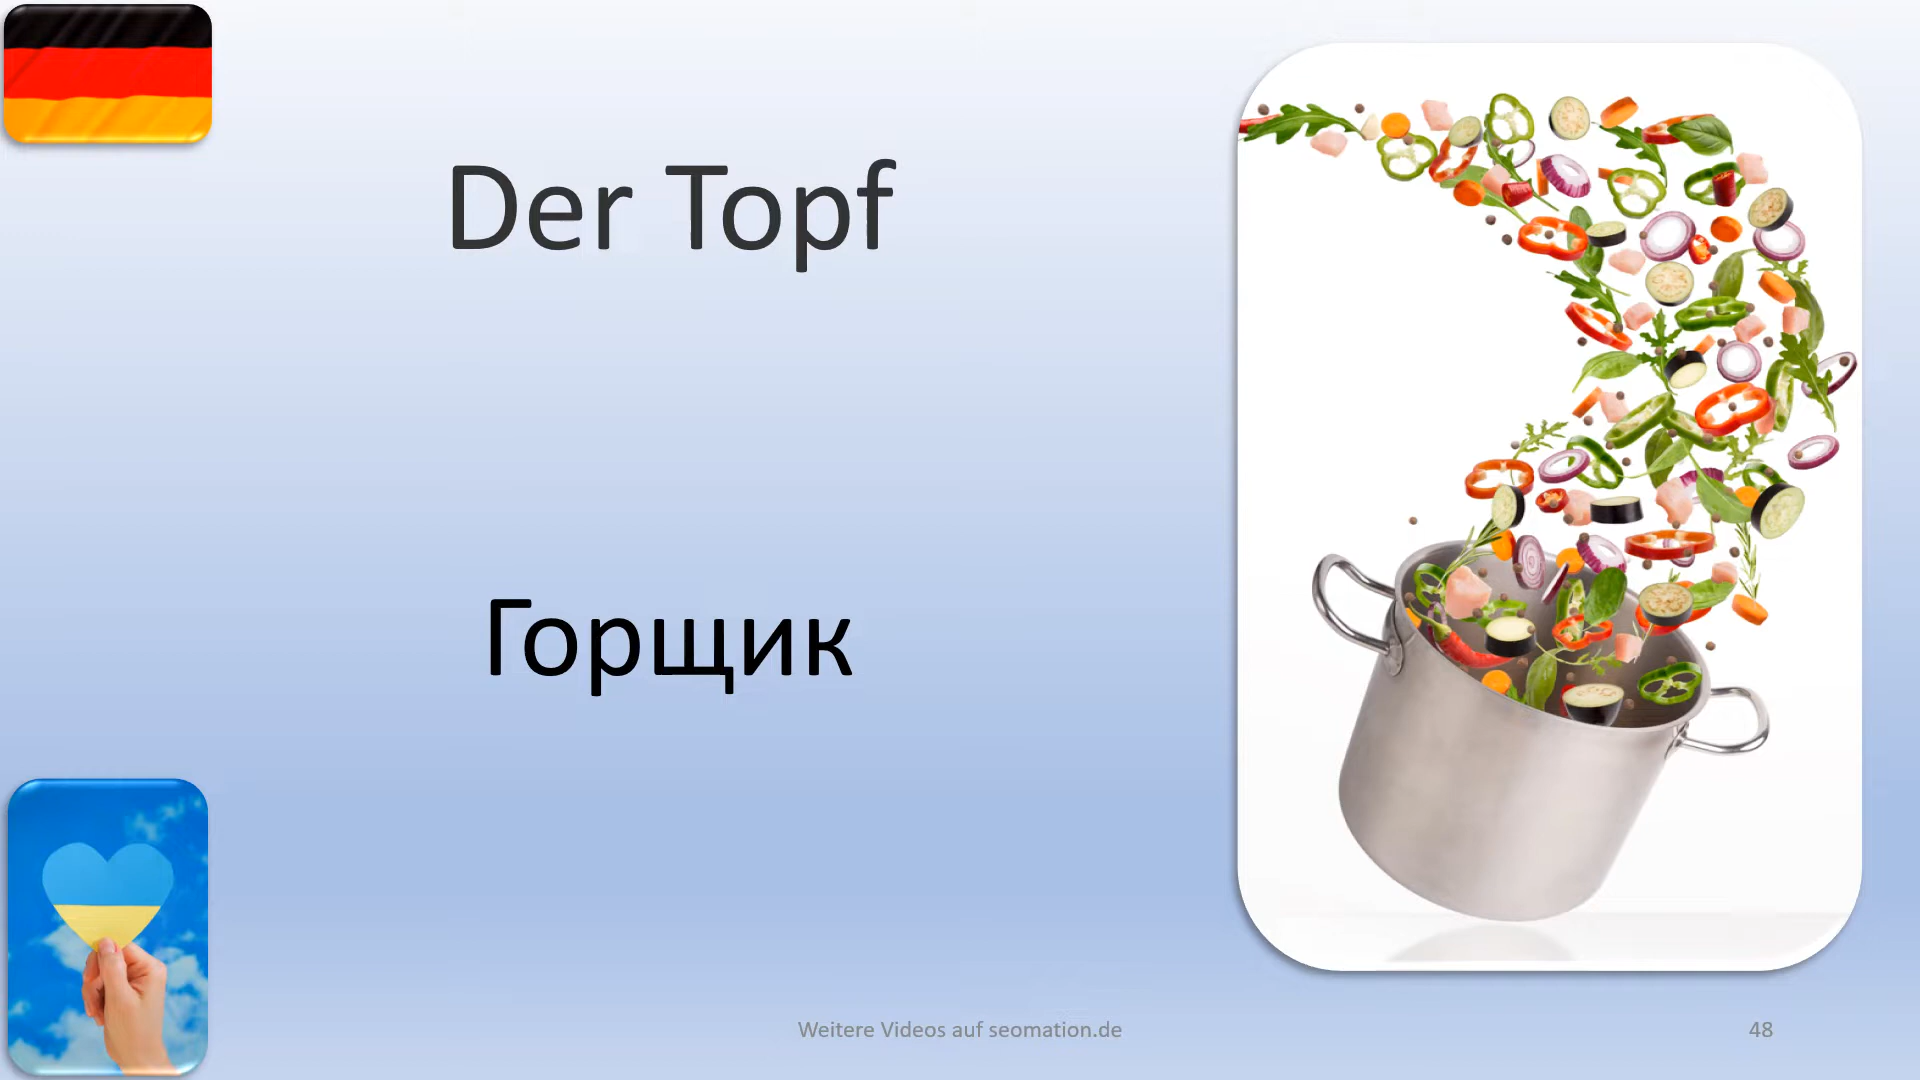 Der Topf
Горщик
Weitere Videos auf seomation.de
48